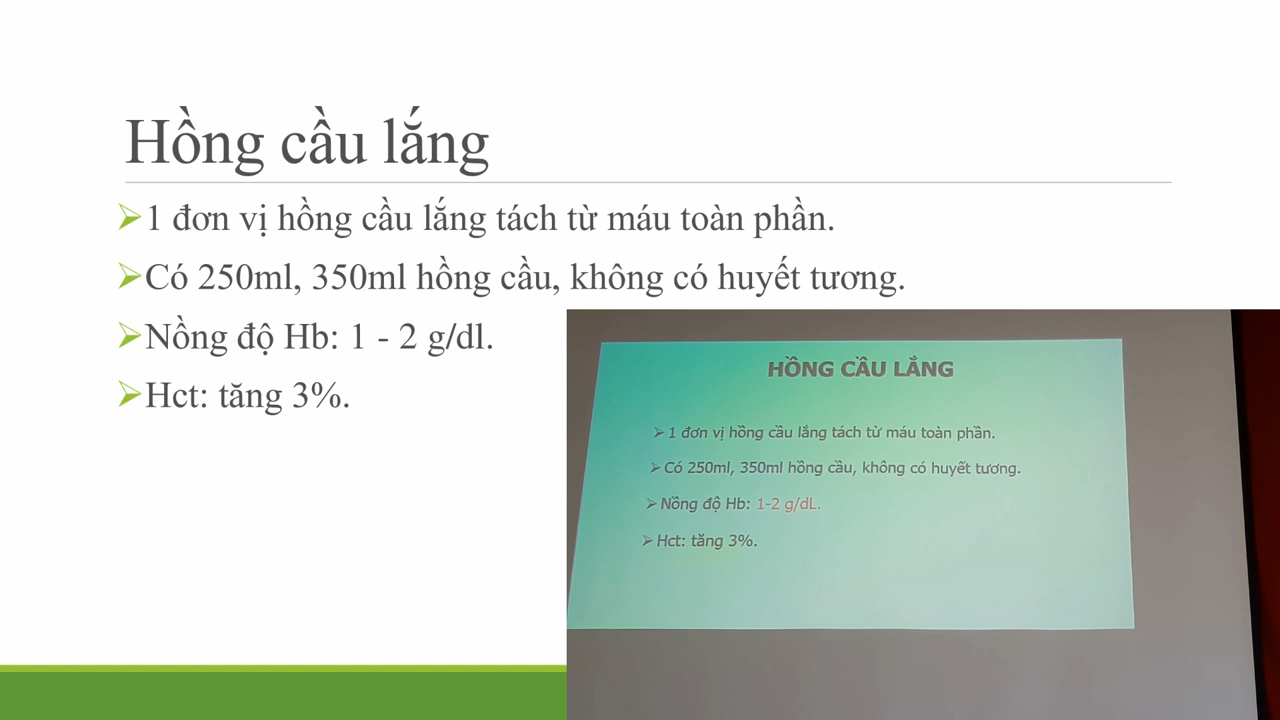 Hồng cầu lắng
➢1 đơn vị hồng cầu lắng tách từ máu toàn phần.
➢Có 250ml, 350ml hồng cầu, không có huyết tương.
➢Nồng độ Hb: 1 - 2 g/dl.
➢Hct: tăng 3%.
HỒNG CẦU LẮNG
➢1 đơn vị hồng cầu lắng tách từ máu toàn phần.
➢Có 250ml, 350ml hồng cầu, không có huyết tương.
➢Nồng độ Hb: 1-2 g/dL.
➢Hct: tăng 3%.